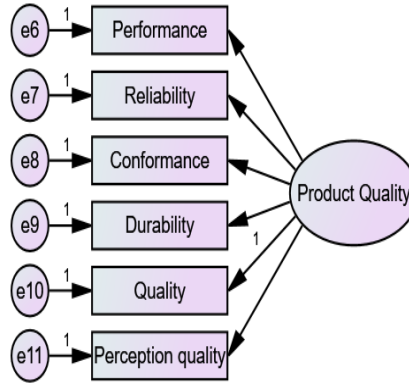 e6 1 Performance
e7 1 Reliability
e8 1 Conformance
Product Quality
e9 1 Durability
1
e10 1 Quality
e11 1 Perception quality